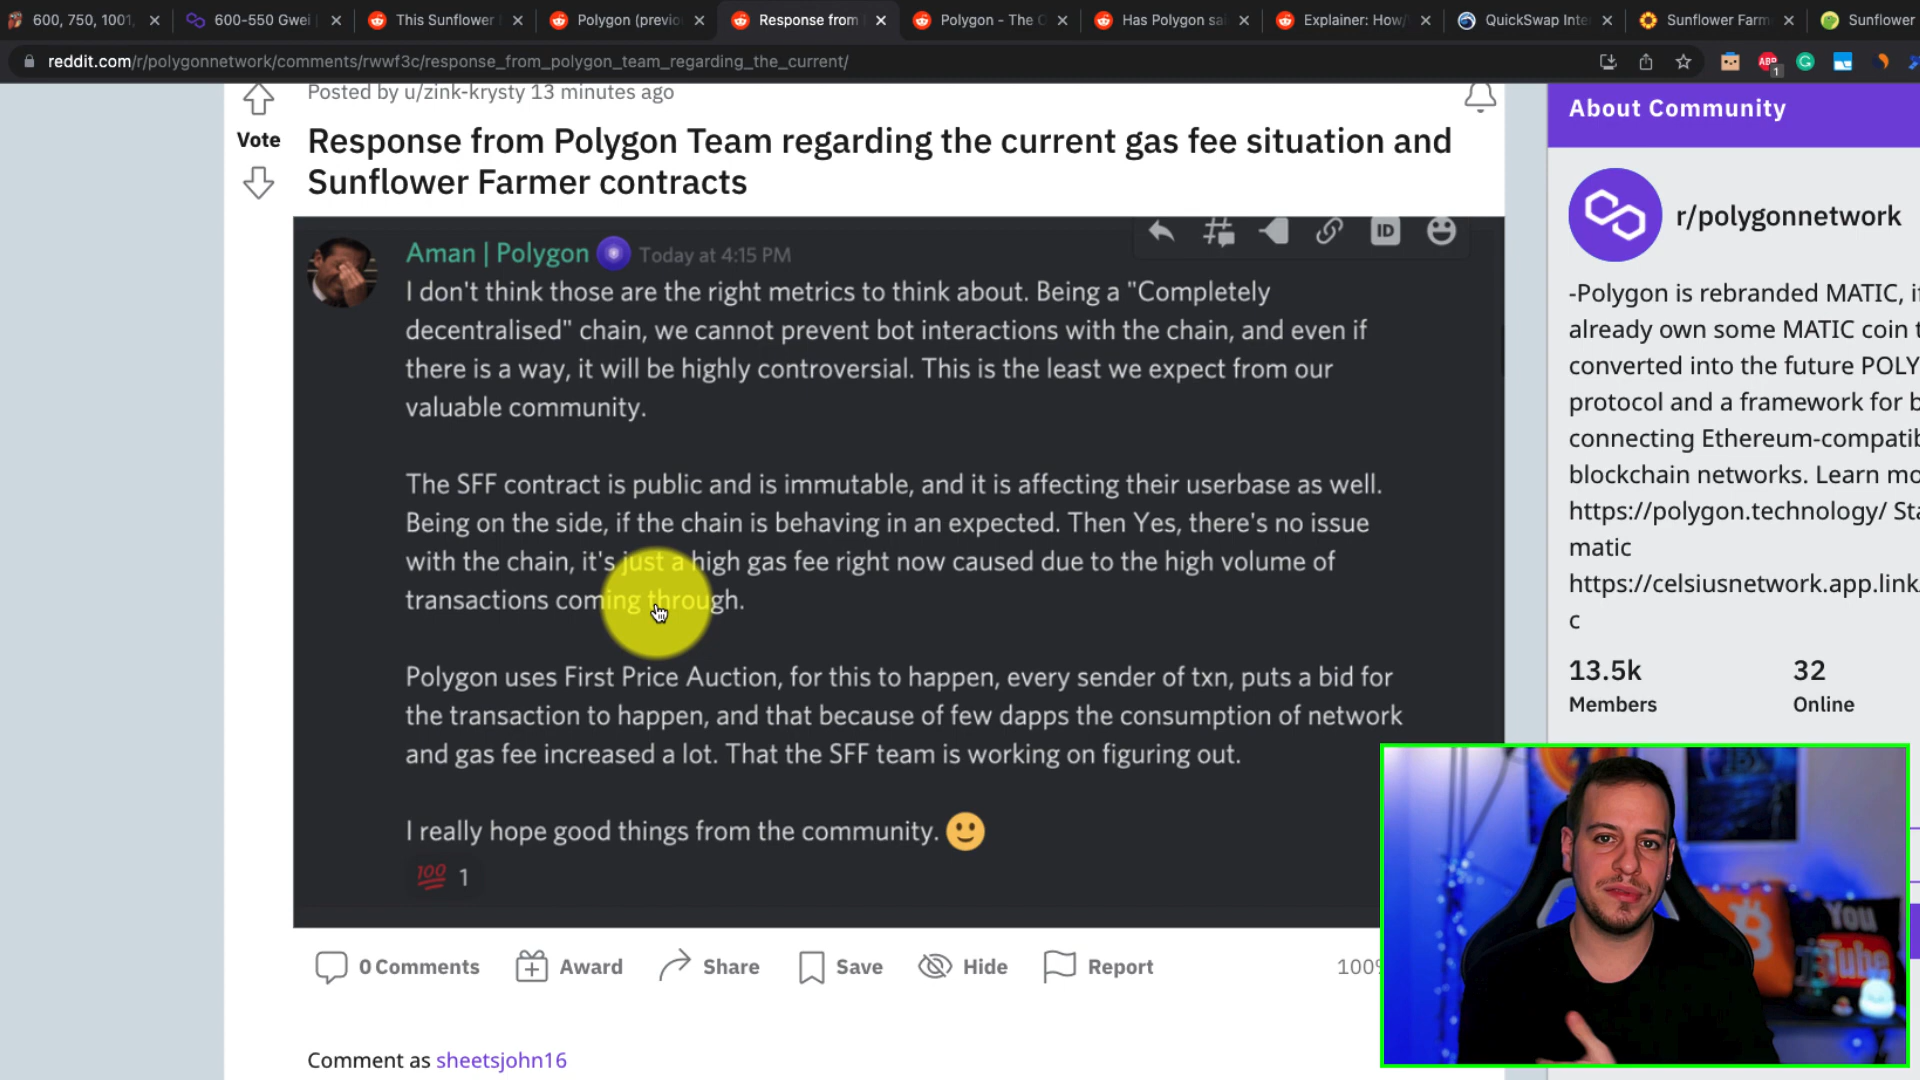 600, 750, 1001,
600-550 Gwei
This Sunflower
Polygon (previo
Response from
Polygon - The
Has Polygon sai
Explainer: How
QuickSwap Inte
Sunflower Farm
Sunflower
reddit.com/r/polygonnetwork/comments/rwwf3c/response_from_polygon_team_regarding_the_current/
ABP
1
Posted by u/zink-krysty 13 minutes ago
Vote
Response from Polygon Team regarding the current gas fee situation and
Sunflower Farmer contracts
Aman | Polygon Today at 4:15 PM
ID
I don't think those are the right metrics to think about. Being a "Completely
decentralised" chain, we cannot prevent bot interactions with the chain, and even if
there is a way, it will be highly controversial. This is the least we expect from our
valuable community.
The SFF contract is public and is immutable, and it is affecting their userbase as well.
Being on the side, if the chain is behaving in an expected. Then Yes, there's no issue
with the chain, it's just a high gas fee right now caused due to the high volume of
transactions coming through.
Polygon uses First Price Auction, for this to happen, every sender of txn, puts a bid for
the transaction to happen, and that because of few dapps the consumption of network
and gas fee increased a lot. That the SFF team is working on figuring out.
I really hope good things from the community. 🙂
💯 1
0 Comments Award Share Save Hide Report 100%
Comment as sheetsjohn16
About Community
r/polygonnetwork
-Polygon is rebranded MATIC, if
already own some MATIC coin t
converted into the future POLY
protocol and a framework for b
connecting Ethereum-compatib
blockchain networks. Learn mo
https://polygon.technology/ Sta
matic
https://celsiusnetwork.app.link
c
13.5k
Members
32
Online
You
Tube